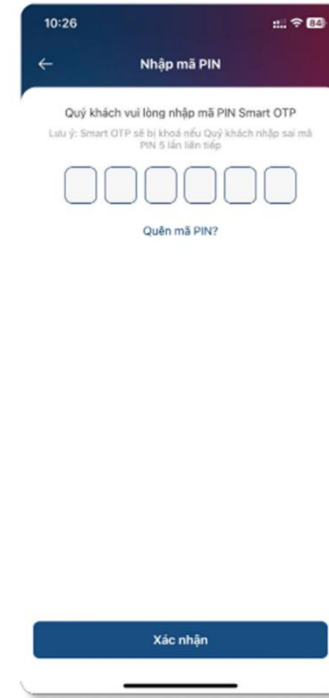 10:26
84
Nhập mã PIN
Quý khách vui lòng nhập mã PIN Smart OTP
Lưu ý: Smart OTP sẽ bị khoá nếu Quý khách nhập sai mã
PIN 5 lần liên tiếp
Quên mã PIN?
Xác nhận